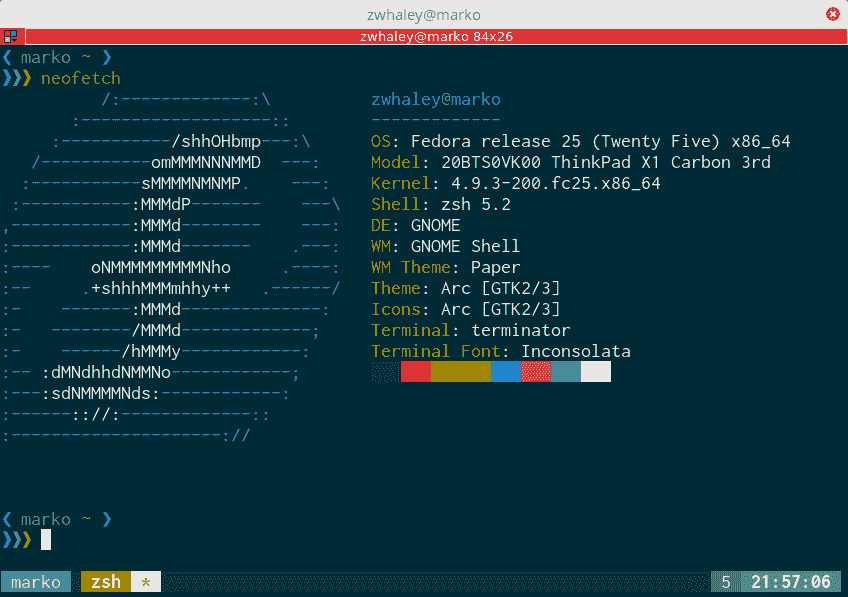 zwhaley@marko
zwhaley@marko 84x26
❮ marko ~ ❯
❯❯❯ neofetch
          /:-------------:\          zwhaley@marko
       :-------------------::        -------------
     :-----------/shhOHbmp---:\      OS: Fedora release 25 (Twenty Five) x86_64
   /-----------omMMMNNNMMD  ---:     Model: 20BTS0VK00 ThinkPad X1 Carbon 3rd
  :-----------sMMMMNMNMP.    ---:    Kernel: 4.9.3-200.fc25.x86_64
 :-----------:MMMdP-------    ---\   Shell: zsh 5.2
,------------:MMMd--------    ---:   DE: GNOME
:------------:MMMd-------    .---:   WM: GNOME Shell
:----    oNMMMMMMMMMNho     .----:   WM Theme: Paper
:--     .+shhhMMMmhhy++   .------/   Theme: Arc [GTK2/3]
:-    -------:MMMd--------------:    Icons: Arc [GTK2/3]
:-   --------/MMMd-------------;     Terminal: terminator
:-    ------/hMMMy------------:      Terminal Font: Inconsolata
:-- :dMNdhhdNMMNo------------;
:---:sdNMMMMNds:------------:
:------:://:-------------::
:---------------------://
❮ marko ~ ❯
❯❯❯
marko zsh * 5 21:57:06